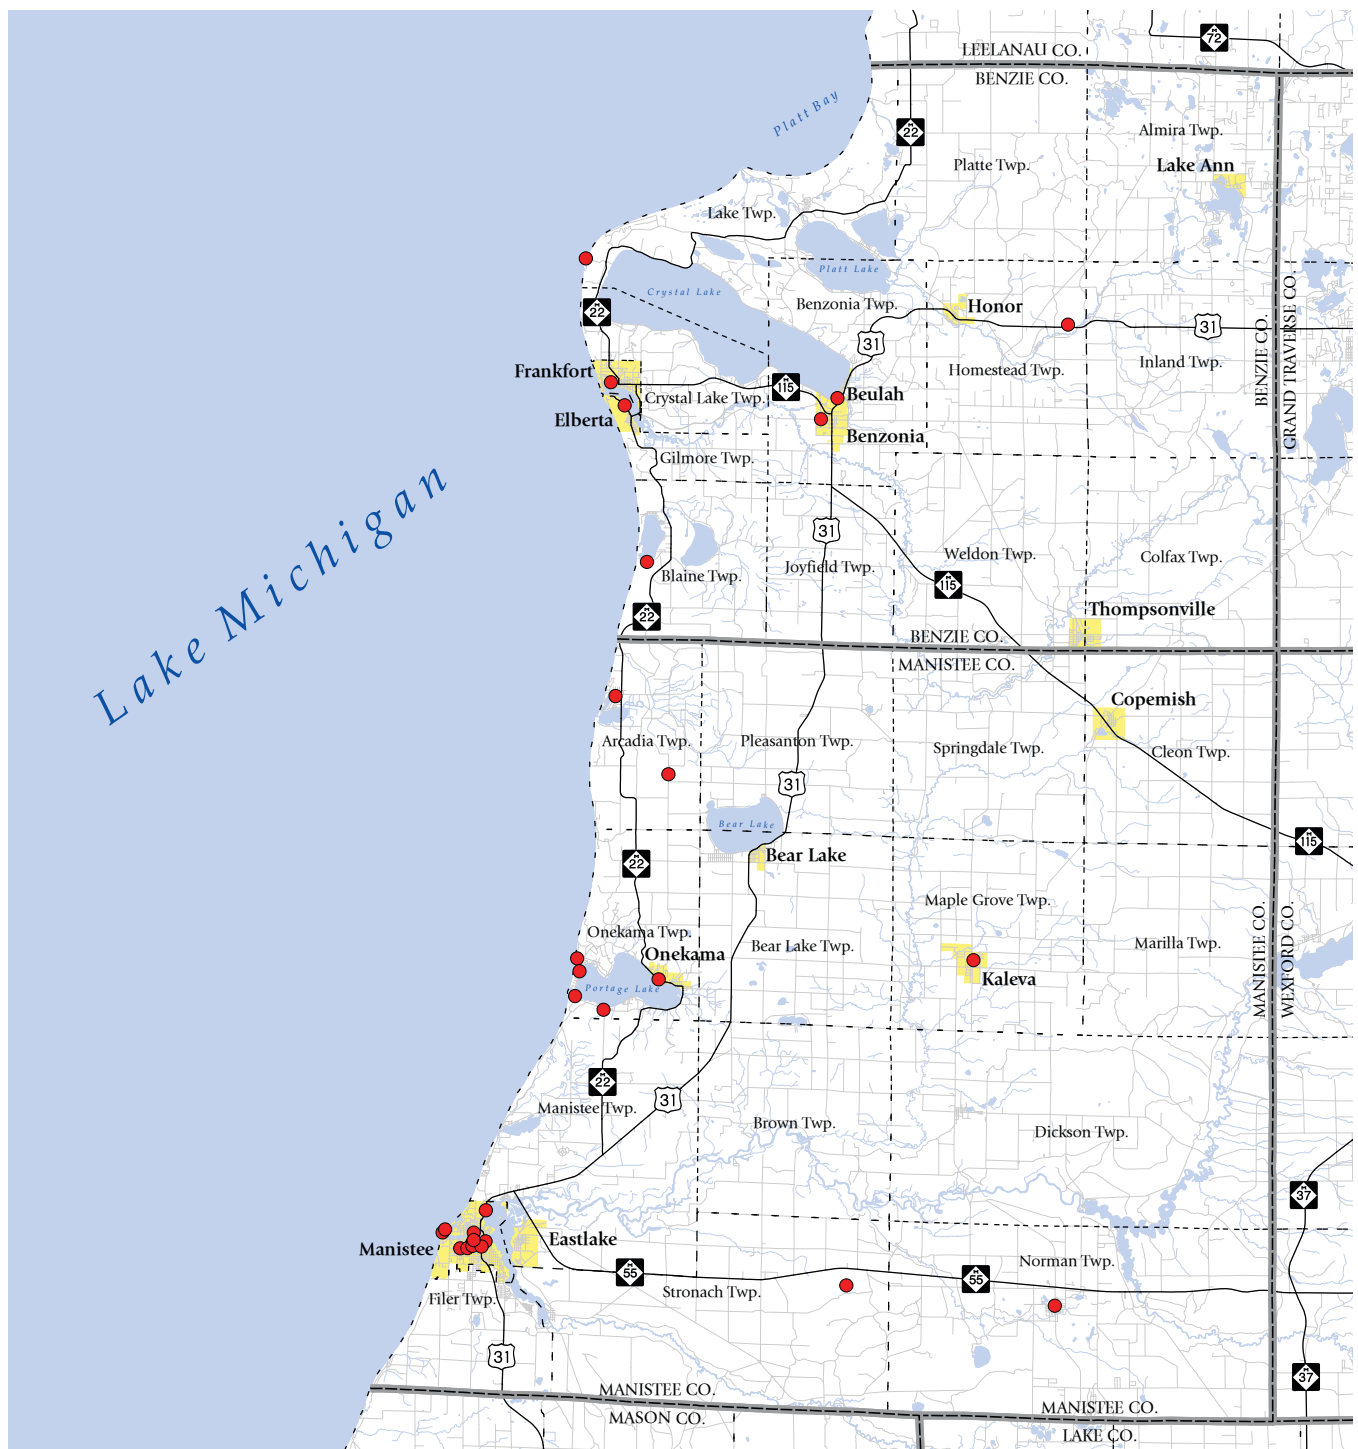 M
72
LEELANAU CO.
BENZIE CO.
Platt Bay
M
22
Almira Twp.
Platte Twp.
Lake Ann
Lake Twp.
Platt Lake
Crystal Lake
Benzonia Twp.
Honor
M
22
31
31
BENZIE CO.
GRAND TRAVERSE CO.
Inland Twp.
Homestead Twp.
Frankfort
M
115
Crystal Lake Twp.
Beulah
Elberta
Benzonia
Gilmore Twp.
Lake Michigan
31
Weldon Twp.
Colfax Twp.
Joyfield Twp.
Blaine Twp.
M
115
Thompsonville
M
22
BENZIE CO.
MANISTEE CO.
Copemish
Arcadia Twp.
Pleasanton Twp.
Springdale Twp.
Cleon Twp.
31
Bear Lake
M
115
Bear Lake
M
22
Maple Grove Twp.
Onekama Twp.
Bear Lake Twp.
Marilla Twp.
MANISTEE CO.
WEXFORD CO.
Onekama
Kaleva
Portage Lake
M
22
31
Manistee Twp.
Brown Twp.
Dickson Twp.
M
37
Manistee
Eastlake
Norman Twp.
M
55
M
55
Stronach Twp.
Filer Twp.
31
M
37
MANISTEE CO.
MASON CO.
MANISTEE CO.
LAKE CO.